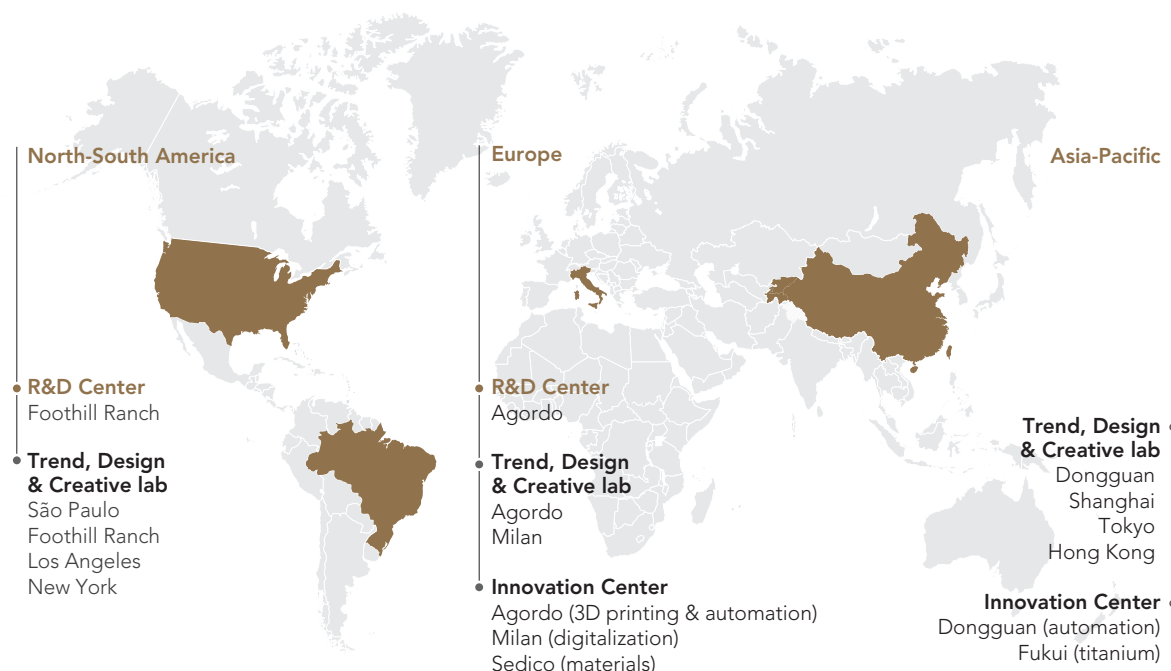 North-South America
R&D Center
Foothill Ranch
Trend, Design
& Creative lab
São Paulo
Foothill Ranch
Los Angeles
New York
Europe
R&D Center
Agordo
Trend, Design
& Creative lab
Agordo
Milan
Innovation Center
Agordo (3D printing & automation)
Milan (digitalization)
Sedico (materials)
Asia-Pacific
Trend, Design
& Creative lab
Dongguan
Shanghai
Tokyo
Hong Kong
Innovation Center
Dongguan (automation)
Fukui (titanium)